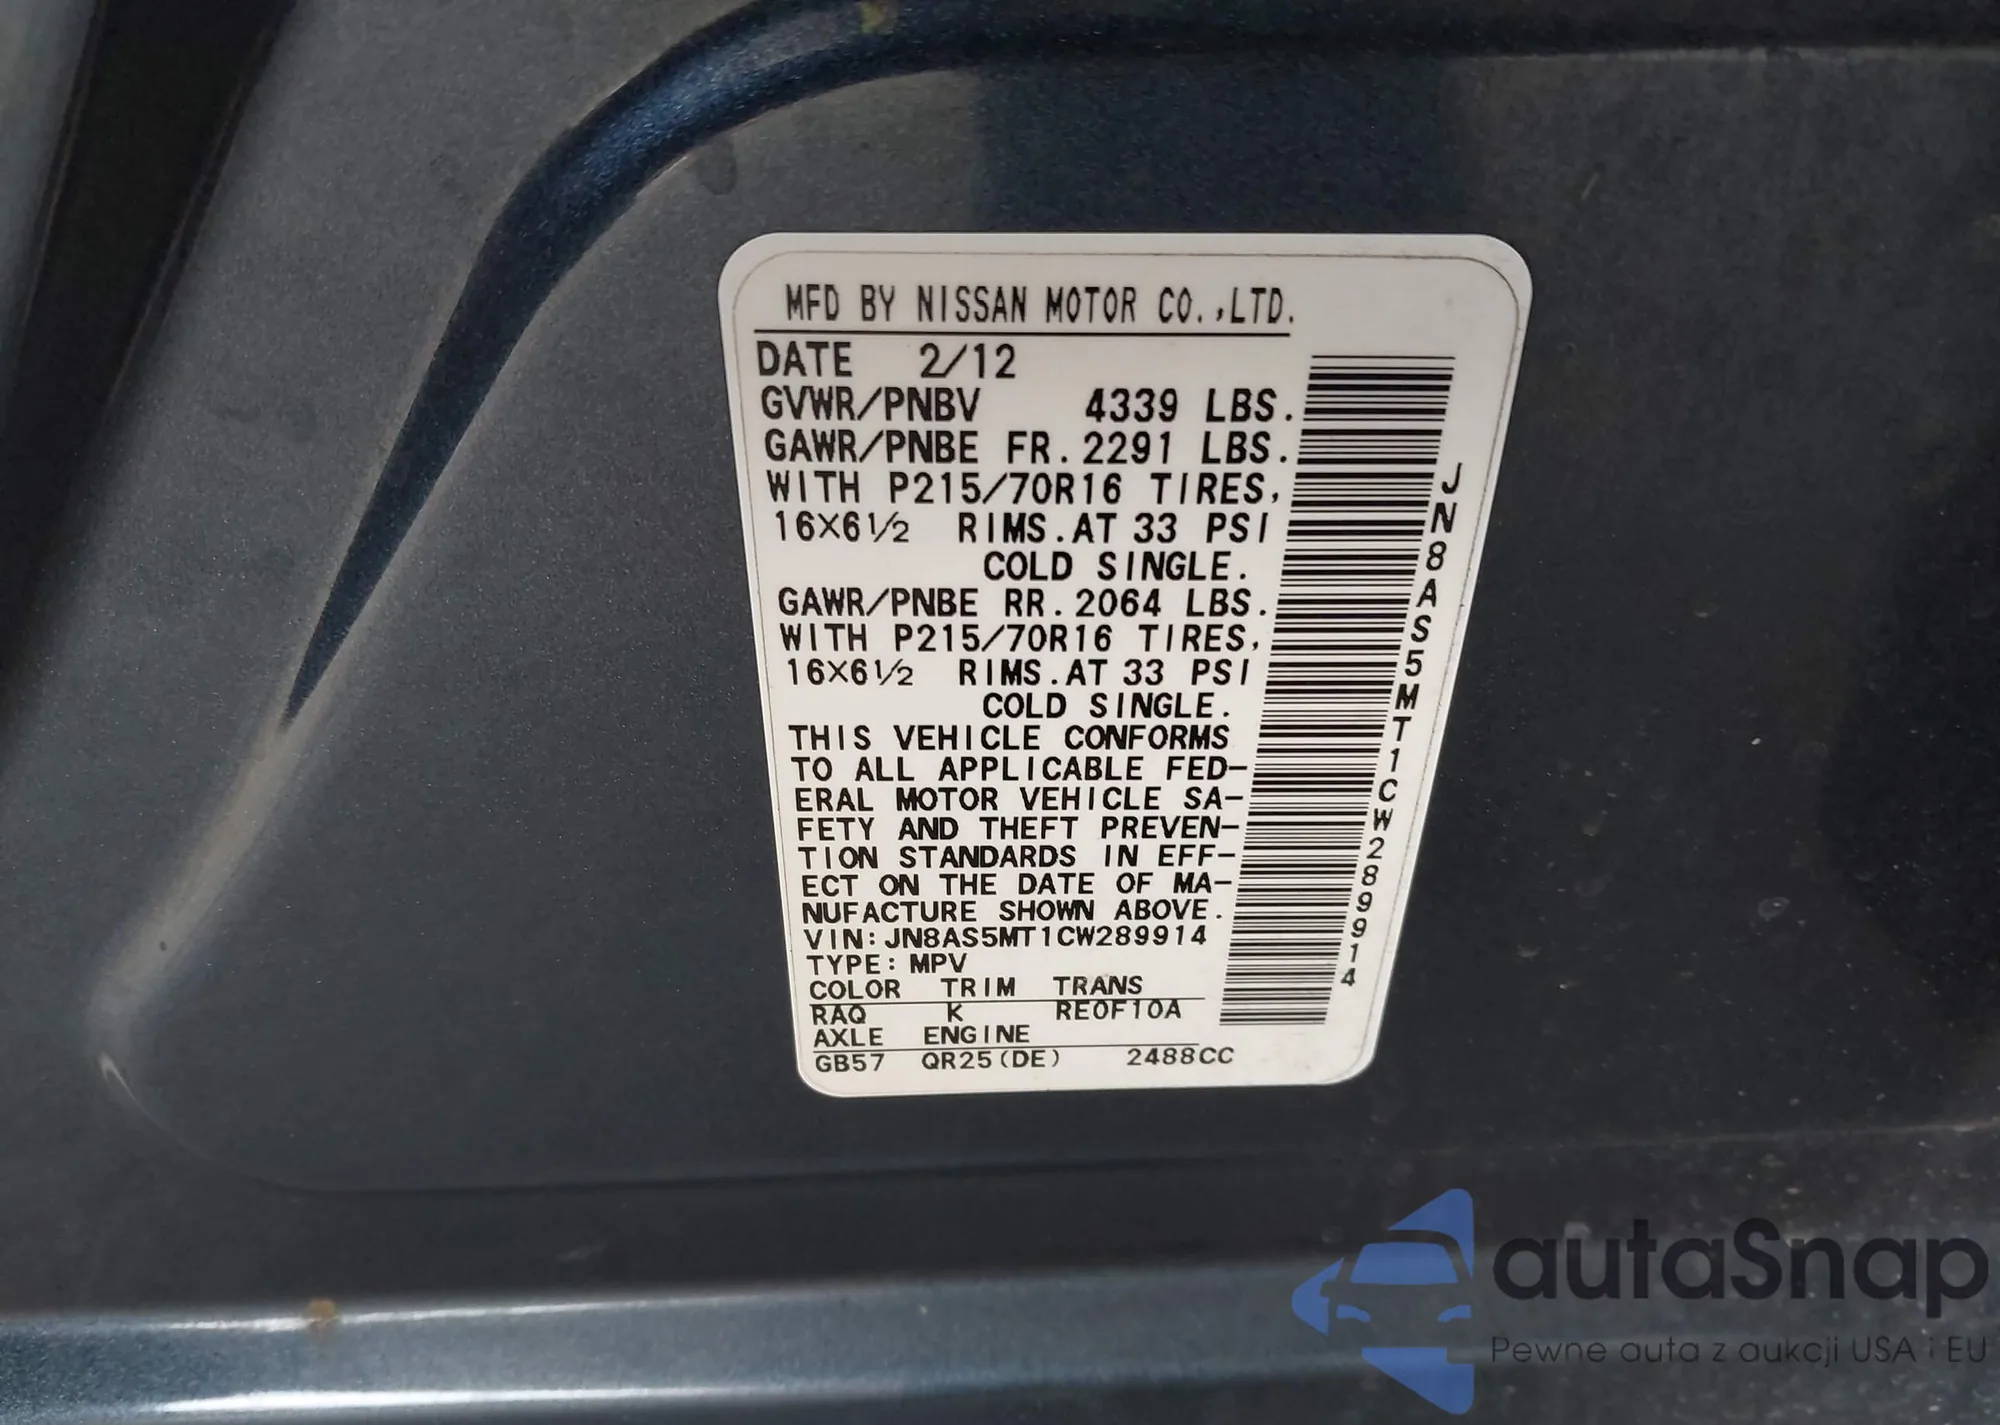 MFD BY NISSAN MOTOR CO.,LTD.
DATE 2/12
GVWR/PNBV 4339 LBS.
GAWR/PNBE FR.2291 LBS.
WITH P215/70R16 TIRES,
16×6½ RIMS.AT 33 PSI
COLD SINGLE.
GAWR/PNBE RR.2064 LBS.
WITH P215/70R16 TIRES,
16×6½ RIMS.AT 33 PSI
COLD SINGLE.
THIS VEHICLE CONFORMS
TO ALL APPLICABLE FED-
ERAL MOTOR VEHICLE SA-
FETY AND THEFT PREVEN-
TION STANDARDS IN EFF-
ECT ON THE DATE OF MA-
NUFACTURE SHOWN ABOVE.
VIN:JN8AS5MT1CW289914
TYPE:MPV
COLOR TRIM TRANS
RAQ K RE0F10A
AXLE ENGINE
GB57 QR25(DE) 2488CC
JN8AS5MT1CW289914
autaSnap
Pewne auta z aukcji USA i EU